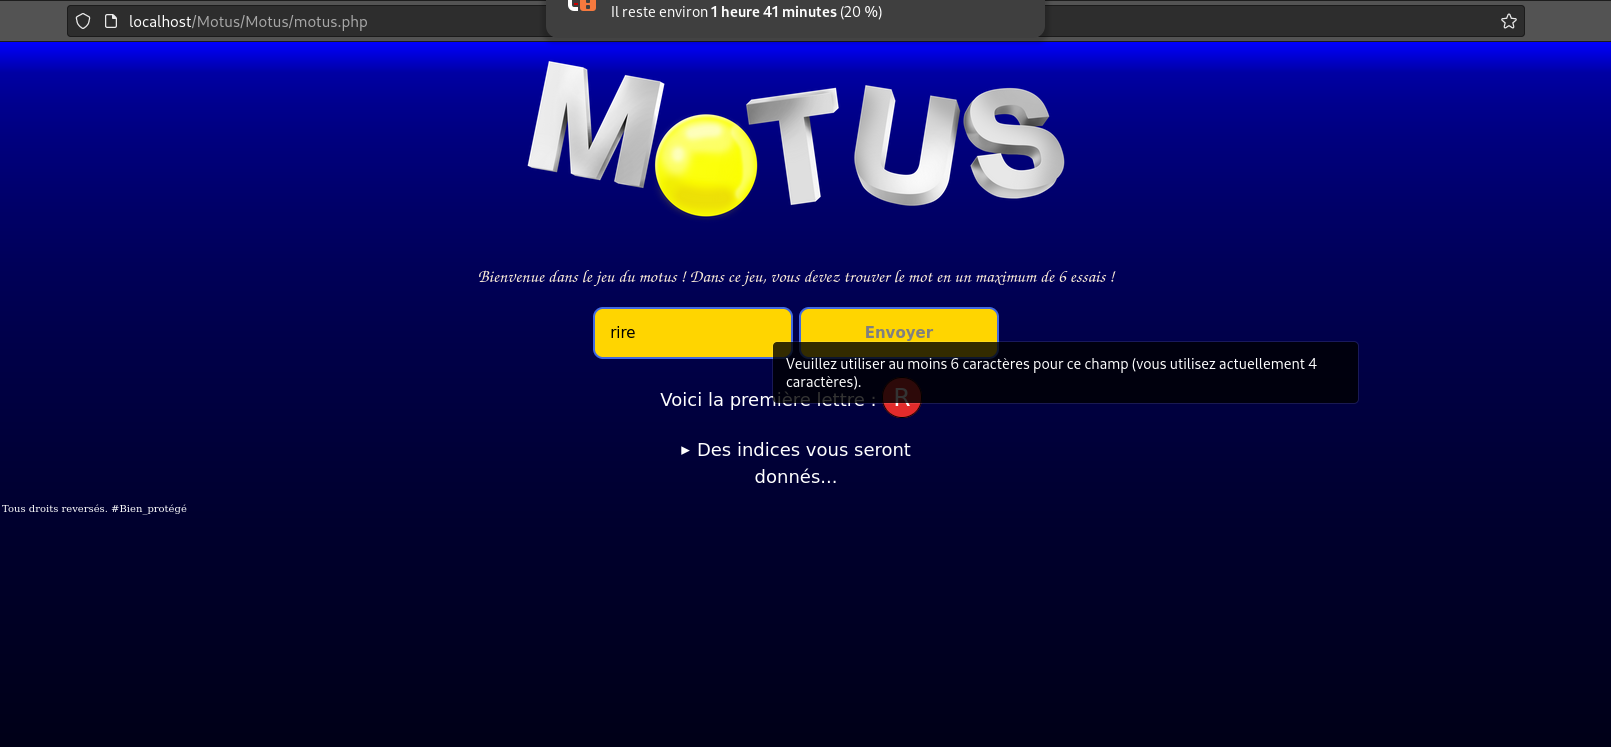 localhost/Motus/Motus/motus.php
Il reste environ 1 heure 41 minutes (20 %)
MOTUS
Bienvenue dans le jeu du motus ! Dans ce jeu, vous devez trouver le mot en un maximum de 6 essais !
rire
Envoyer
Veuillez utiliser au moins 6 caractères pour ce champ (vous utilisez actuellement 4
caractères).
Voici la première lettre : R
▸ Des indices vous seront
donnés...
Tous droits reversés. #Bien_protégé